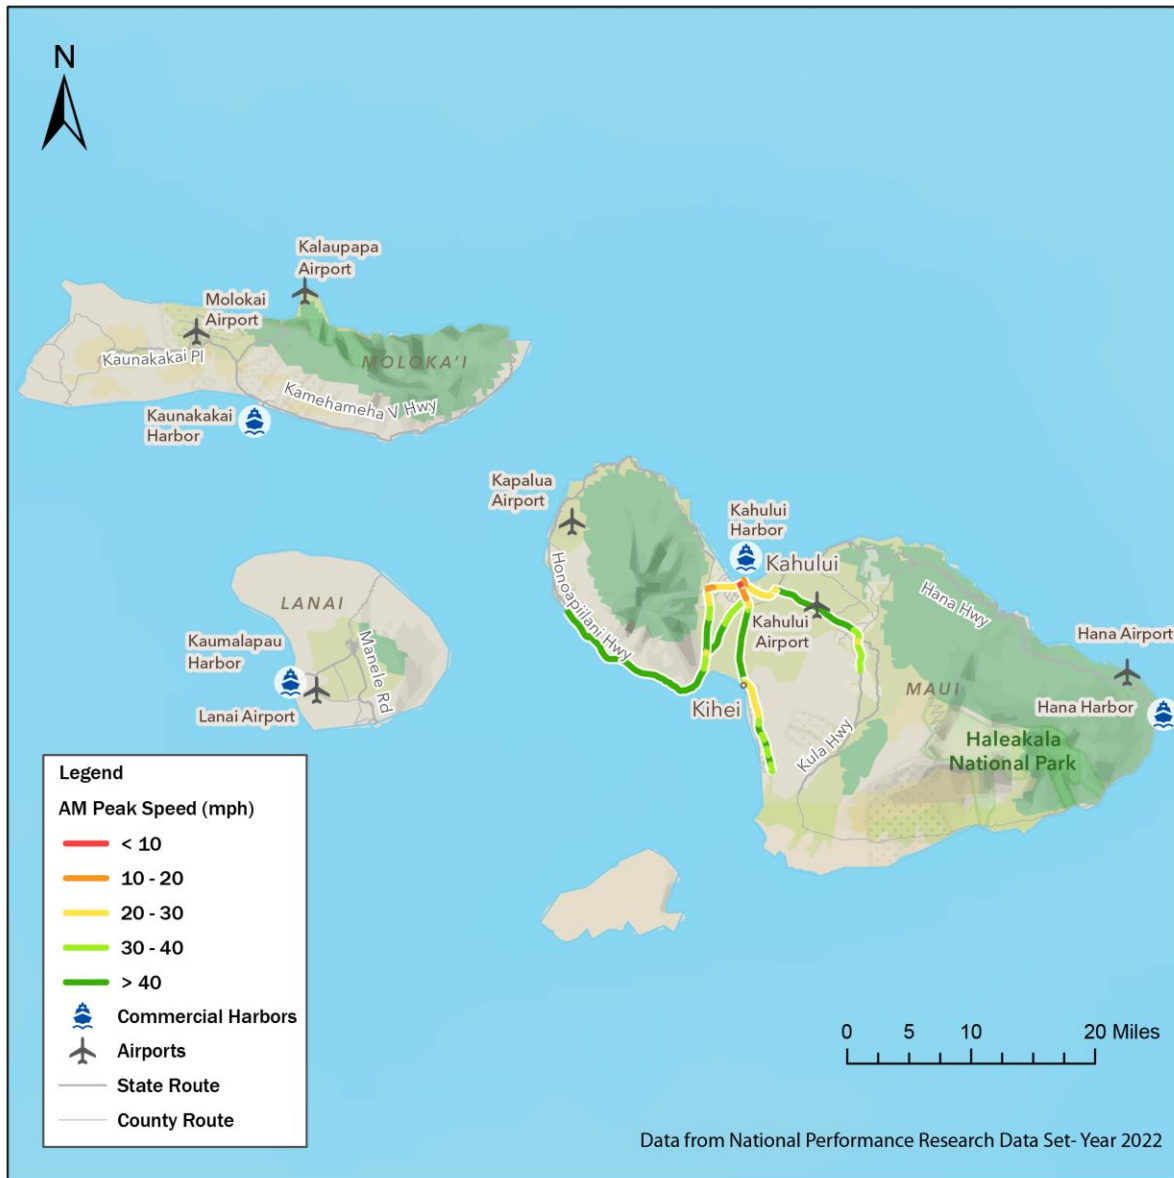 N
Kalaupapa
Airport
Molokai
Airport
Kaunakakai Pl
MOLOKA'I
Kamehameha V Hwy
Kaunakakai
Harbor
Kapalua
Airport
Kahului
Harbor
Kahului
Honoapiilani Hwy
Hana Hwy
LANAI
Kahului
Airport
Kaumalapau
Harbor
Manele Rd
Hana Airport
MAUI
Lanai Airport
Kihei
Hana Harbor
Kula Hwy
Haleakala
National Park
Legend
AM Peak Speed (mph)
< 10
10 - 20
20 - 30
30 - 40
> 40
Commercial Harbors
Airports
State Route
County Route
0 5 10 20 Miles
Data from National Performance Research Data Set- Year 2022